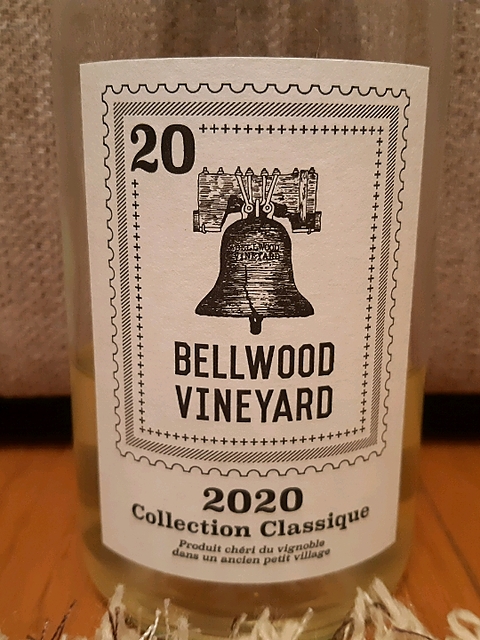 20
BELLWOOD
VINEYARD
BELLWOOD
VINEYARD
2020
Collection Classique
Produit chéri du vignoble
dans un ancien petit village